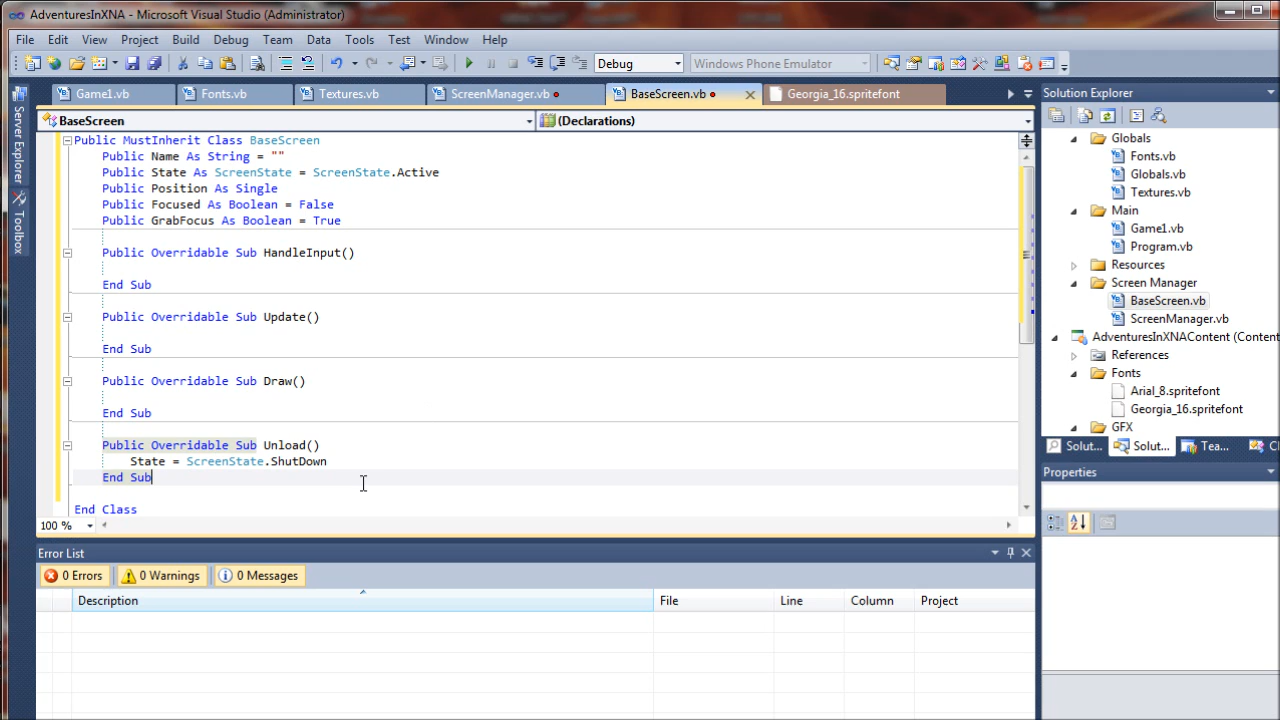 AdventuresInXNA - Microsoft Visual Studio (Administrator)
File Edit View Project Build Debug Team Data Tools Test Window Help
Debug Windows Phone Emulator
Game1.vb Fonts.vb Textures.vb ScreenManager.vb BaseScreen.vb Georgia_16.spritefont
BaseScreen (Declarations)
Public MustInherit Class BaseScreen
Public Name As String = ""
Public State As ScreenState = ScreenState.Active
Public Position As Single
Public Focused As Boolean = False
Public GrabFocus As Boolean = True
Public Overridable Sub HandleInput()
End Sub
Public Overridable Sub Update()
End Sub
Public Overridable Sub Draw()
End Sub
Public Overridable Sub Unload()
State = ScreenState.ShutDown
End Sub
End Class
100 %
Server Explorer
Toolbox
Solution Explorer
Globals
Fonts.vb
Globals.vb
Textures.vb
Main
Game1.vb
Program.vb
Resources
Screen Manager
BaseScreen.vb
ScreenManager.vb
AdventuresInXNAContent (Content
References
Fonts
Arial_8.spritefont
Georgia_16.spritefont
GFX
Solut... Solut... Tea... Cl
Properties
Error List
0 Errors 0 Warnings 0 Messages
Description File Line Column Project